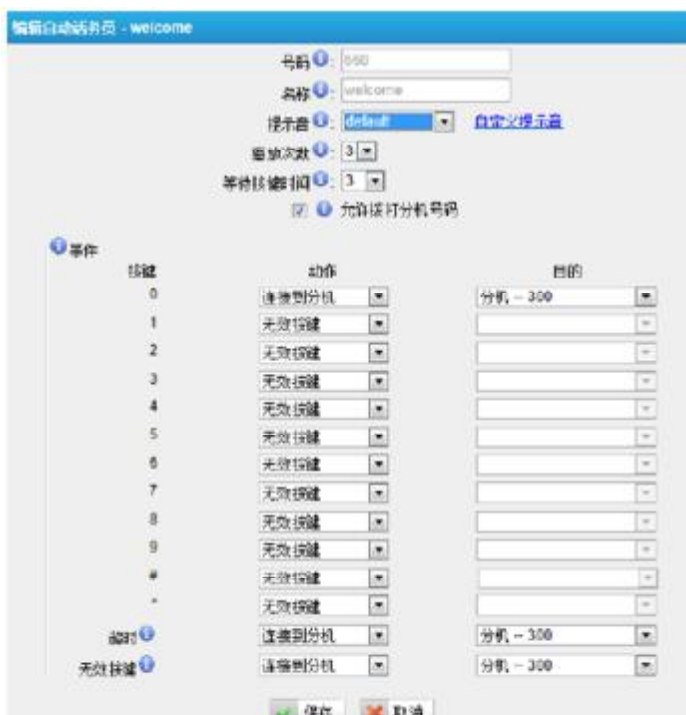 编辑自动话务员 - welcome
号码: 660
名称: welcome
提示音: default 自定义提示音
播放次数: 3
等待按键时间: 3
允许拨打分机号码
事件
按键 动作 目的
0 连接到分机 分机 -- 300
1 无效按键
2 无效按键
3 无效按键
4 无效按键
5 无效按键
6 无效按键
7 无效按键
8 无效按键
9 无效按键
# 无效按键
* 无效按键
超时 连接到分机 分机 -- 300
无效按键 连接到分机 分机 -- 300
保存 取消